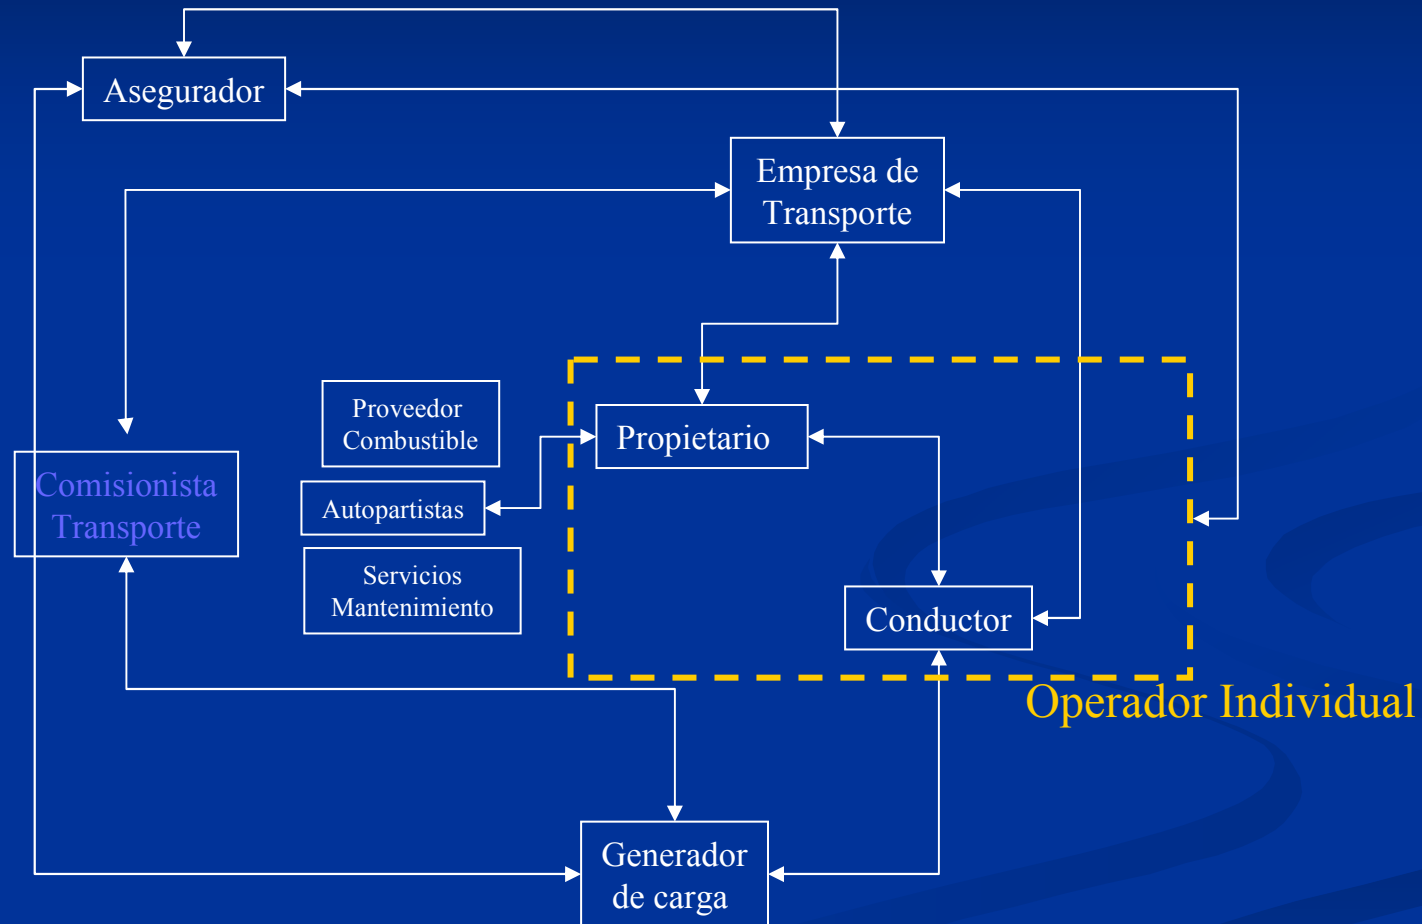 Asegurador
Empresa de
Transporte
Proveedor
Combustible
Propietario
Comisionista
Transporte
Autopartistas
Servicios
Mantenimiento
Conductor
Operador Individual
Generador
de carga